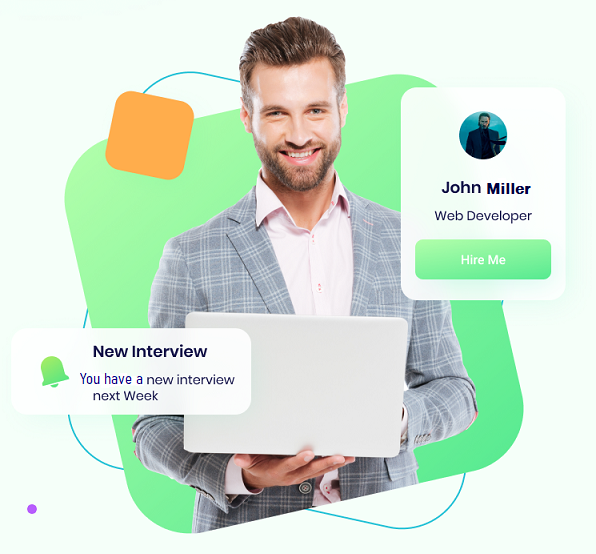 John Miller
Web Developer
Hire Me
New Interview
You have a new interview
next Week